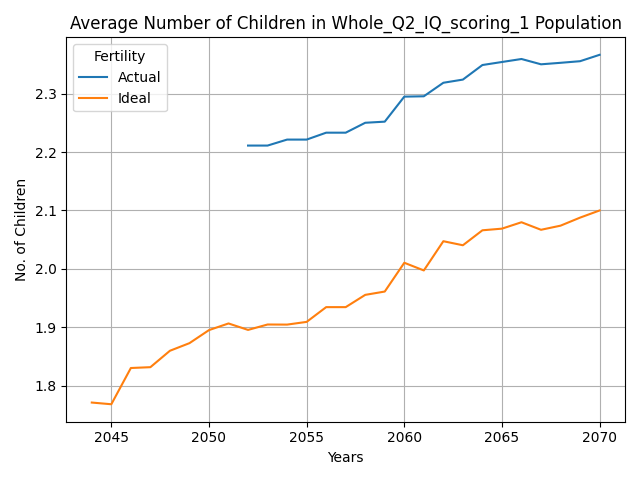 Average Number of Children in Whole_Q2_IQ_scoring_1 Population
Fertility
Actual
Ideal
No. of Children
2.3
2.2
2.1
2.0
1.9
1.8
2045 2050 2055 2060 2065 2070
Years